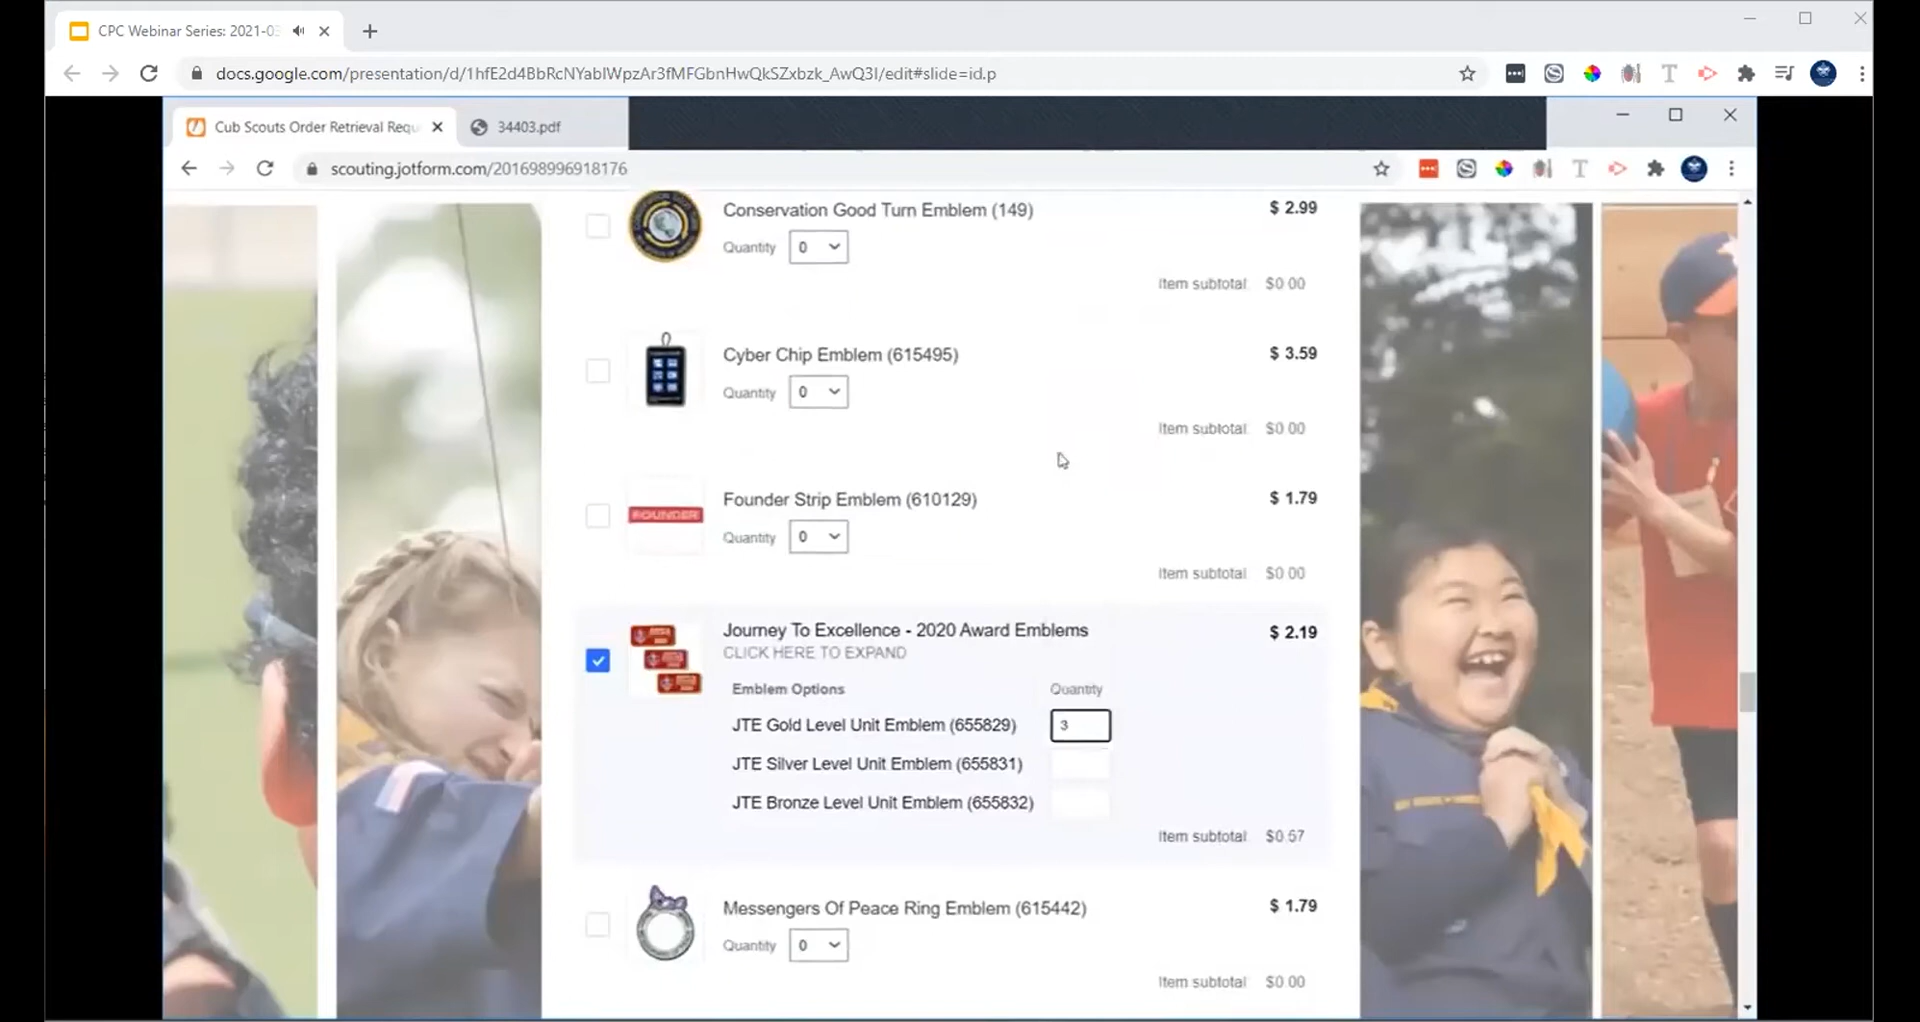 CPC Webinar Series: 2021-03
docs.google.com/presentation/d/1hfE2d4BbRcNYablWpzAr3fMFGbnHwQkSZxbzk_AwQ3I/edit#slide=id.p
Cub Scouts Order Retrieval Requ
34403.pdf
scouting.jotform.com/201698996918176
Conservation Good Turn Emblem (149)
$ 2.99
Quantity 0
Item subtotal: $0.00
Cyber Chip Emblem (615495)
$ 3.59
Quantity 0
Item subtotal: $0.00
Founder Strip Emblem (610129)
$ 1.79
FOUNDER
Quantity 0
Item subtotal: $0.00
Journey To Excellence - 2020 Award Emblems
$ 2.19
CLICK HERE TO EXPAND
Emblem Options Quantity
JTE Gold Level Unit Emblem (655829) 3
JTE Silver Level Unit Emblem (655831)
JTE Bronze Level Unit Emblem (655832)
Item subtotal: $6.57
Messengers Of Peace Ring Emblem (615442)
$ 1.79
Quantity 0
Item subtotal: $0.00